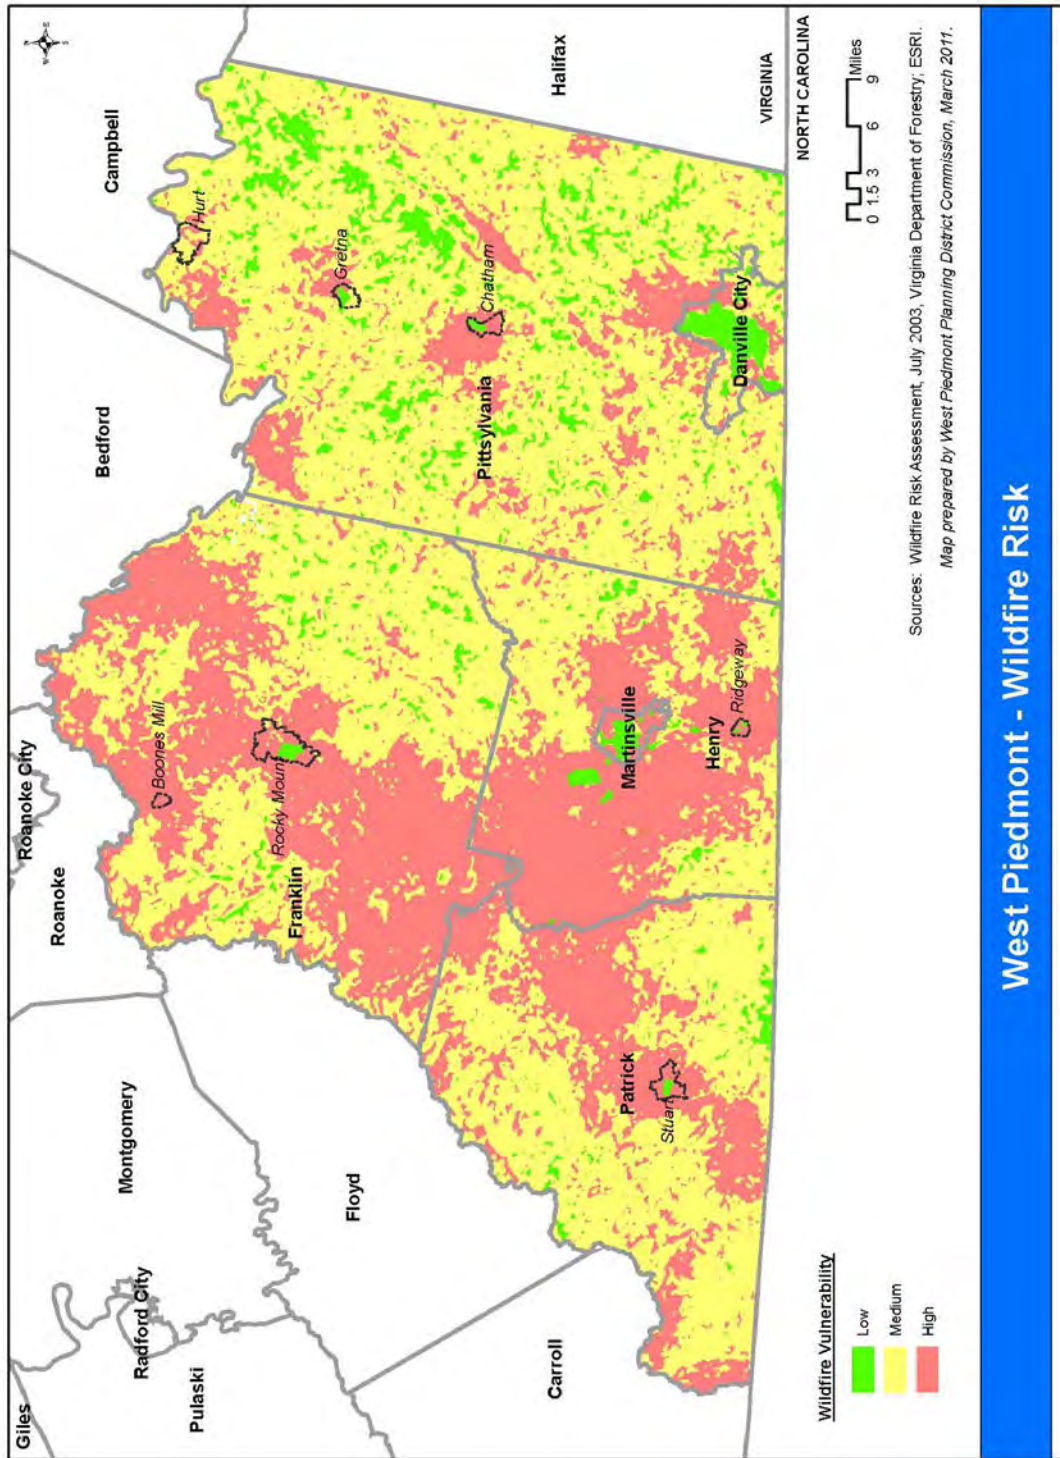 Giles
Pulaski
Radford City
Montgomery
Roanoke
Roanoke City
Bedford
Campbell
Halifax
Carroll
Floyd
Franklin
Boones Mill
Rocky Mount
Hurt
Gretna
Chatham
Pittsylvania
Patrick
Stuart
Henry
Martinsville
Ridgeway
Danville City
VIRGINIA
NORTH CAROLINA
Wildfire Vulnerability
Low
Medium
High
0 1.5 3 6 9
Miles
Sources: Wildfire Risk Assessment, July 2003, Virginia Department of Forestry; ESRI.
Map prepared by West Piedmont Planning District Commission, March 2011.
West Piedmont - Wildfire Risk
N
E
S
W